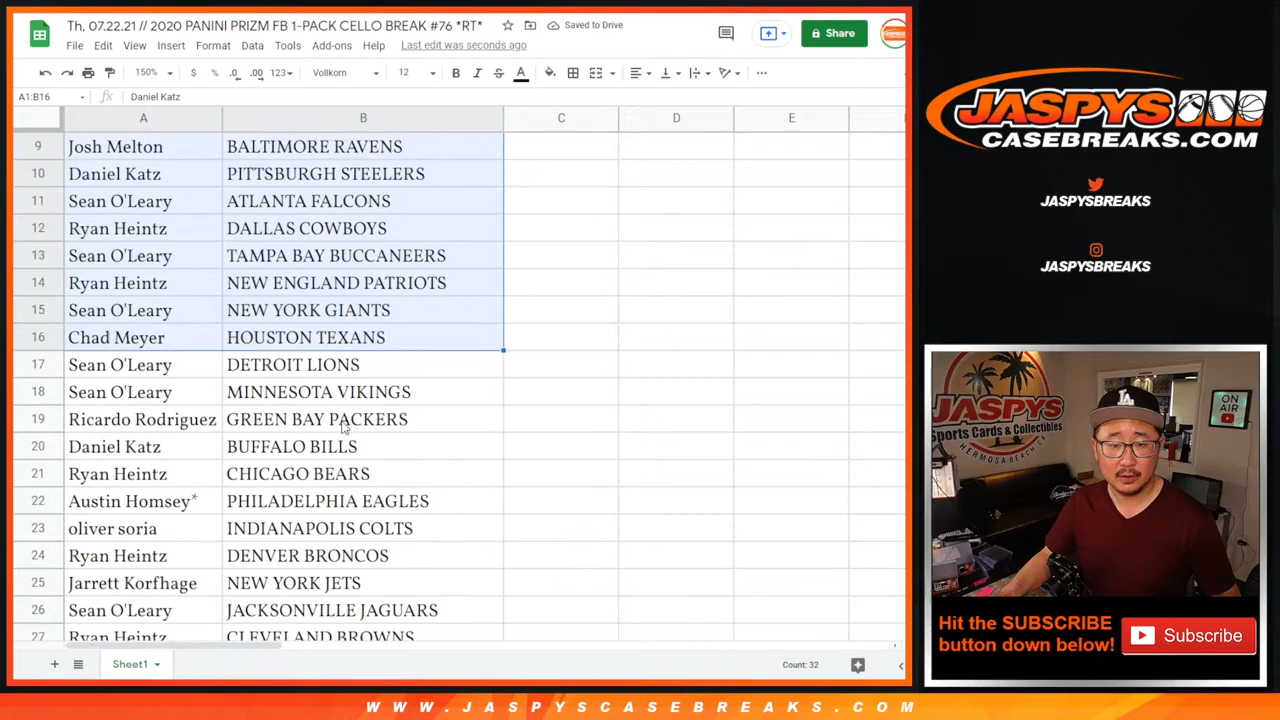 Th, 07.22.21 // 2020 PANINI PRIZM FB 1-PACK CELLO BREAK #76 *RT*
Saved to Drive
Share
File Edit View Insert Format Data Tools Add-ons Help Last edit was seconds ago
150% $ % .0 .00 123 Vollkorn 12 B I S A
A1:B16 fx Daniel Katz
A B C D E
9 Josh Melton BALTIMORE RAVENS
10 Daniel Katz PITTSBURGH STEELERS
11 Sean O'Leary ATLANTA FALCONS
12 Ryan Heintz DALLAS COWBOYS
13 Sean O'Leary TAMPA BAY BUCCANEERS
14 Ryan Heintz NEW ENGLAND PATRIOTS
15 Sean O'Leary NEW YORK GIANTS
16 Chad Meyer HOUSTON TEXANS
17 Sean O'Leary DETROIT LIONS
18 Sean O'Leary MINNESOTA VIKINGS
19 Ricardo Rodriguez GREEN BAY PACKERS
20 Daniel Katz BUFFALO BILLS
21 Ryan Heintz CHICAGO BEARS
22 Austin Homsey* PHILADELPHIA EAGLES
23 oliver soria INDIANAPOLIS COLTS
24 Ryan Heintz DENVER BRONCOS
25 Jarrett Korfhage NEW YORK JETS
26 Sean O'Leary JACKSONVILLE JAGUARS
27 Ryan Heintz CLEVELAND BROWNS
Sheet1
Count: 32
JASPYS
CASEBREAKS.COM
JASPYSBREAKS
JASPYSBREAKS
JASPYS
Sports Cards & Collectibles
HERMOSA BEACH, CA
LA
ON AIR
Hit the SUBSCRIBE
button down below!
Subscribe
WWW.JASPYSCASEBREAKS.COM